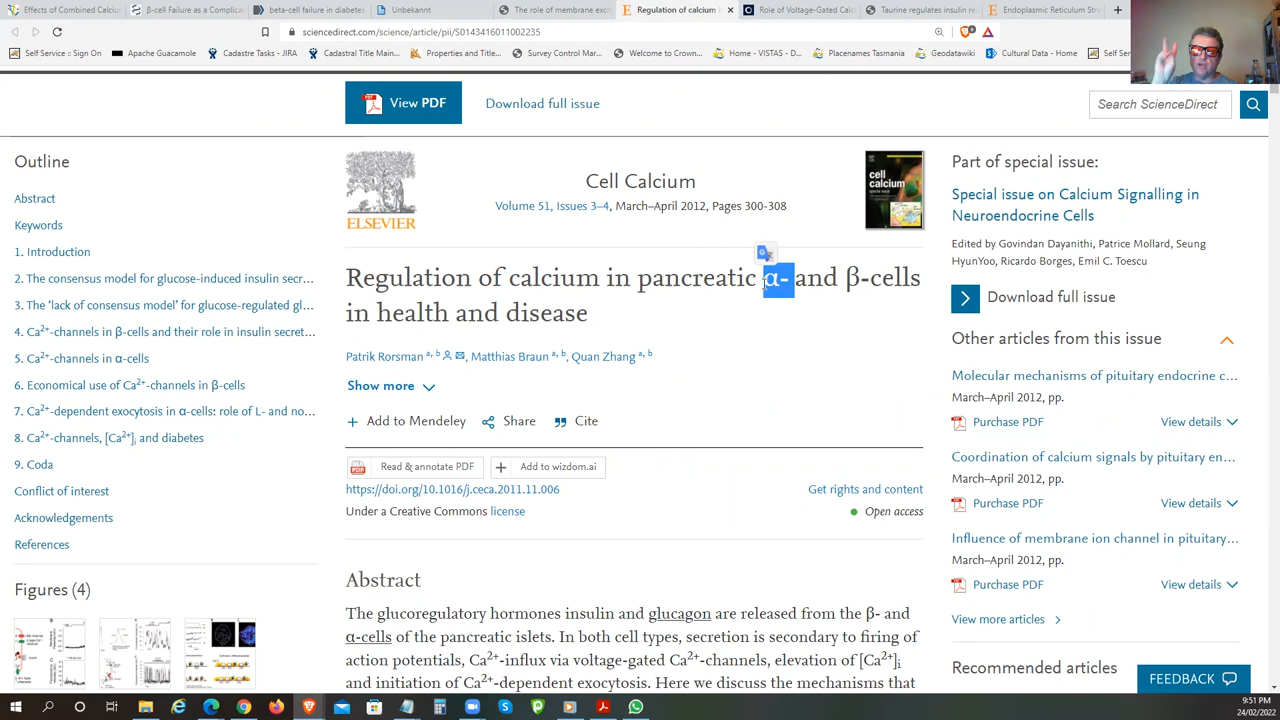 Effects of Combined Calcium
β-cell Failure as a Complica
beta-cell failure in diabetes
Unbekannt
The role of membrane exci
Regulation of calcium i
Role of Voltage-Gated Calc
Taurine regulates insulin re
Endoplasmic Reticulum Str
sciencedirect.com/science/article/pii/S0143416011002235
Self Service :: Sign On
Apache Guacamole
Cadastre Tasks - JIRA
Cadastral Title Main...
Properties and Title...
Survey Control Mar...
Welcome to Crown...
Home - VISTAS - D...
Placenames Tasmania
Geodatawiki
Cultural Data - Home
Self Ser
View PDF
Download full issue
Search ScienceDirect
Outline
Abstract
Keywords
1. Introduction
2. The consensus model for glucose-induced insulin secr...
3. The ‘lack of consensus model’ for glucose-regulated gl...
4. Ca2+-channels in β-cells and their role in insulin secret...
5. Ca2+-channels in α-cells
6. Economical use of Ca2+-channels in β-cells
7. Ca2+-dependent exocytosis in α-cells: role of L- and no...
8. Ca2+-channels, [Ca2+]i and diabetes
9. Coda
Conflict of interest
Acknowledgements
References
Figures (4)
ELSEVIER
Cell Calcium
Volume 51, Issues 3–4, March–April 2012, Pages 300-308
cell
calcium
Regulation of calcium in pancreatic α- and β-cells
in health and disease
Patrik Rorsman a, b, Matthias Braun a, b, Quan Zhang a, b
Show more
Add to Mendeley
Share
Cite
Read & annotate PDF
Add to wizdom.ai
https://doi.org/10.1016/j.ceca.2011.11.006
Get rights and content
Under a Creative Commons license
Open access
Abstract
The glucoregulatory hormones insulin and glucagon are released from the β- and
α-cells of the pancreatic islets. In both cell types, secretion is secondary to firing of
action potentials, Ca2+-influx via voltage-gated Ca2+-channels, elevation of [Ca2+]i
and initiation of Ca2+-dependent exocytosis. Here we discuss the mechanisms that
Part of special issue:
Special issue on Calcium Signalling in
Neuroendocrine Cells
Edited by Govindan Dayanithi, Patrice Mollard, Seung
HyunYoo, Ricardo Borges, Emil C. Toescu
Download full issue
Other articles from this issue
Molecular mechanisms of pituitary endocrine c...
March–April 2012, pp.
Purchase PDF
View details
Coordination of calcium signals by pituitary en...
March–April 2012, pp.
Purchase PDF
View details
Influence of membrane ion channel in pituitary...
March–April 2012, pp.
Purchase PDF
View details
View more articles
Recommended articles
FEEDBACK
9:51 PM
24/02/2022